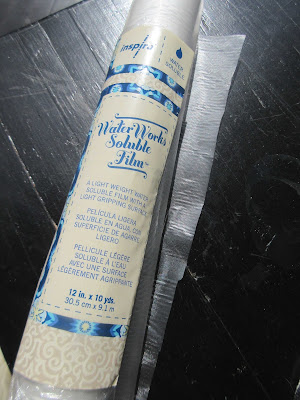 inspira
WATER
SOLUBLE
WaterWorks
Soluble
Film
A LIGHT WEIGHT WATER
SOLUBLE FILM WITH A
LIGHT GRIPPING SURFACE
PELÍCULA LIGERA
SOLUBLE EN AGUA, CON
SUPERFICIE DE AGARRE
LIGERO
PELLICULE LÉGÈRE
SOLUBLE À L'EAU
AVEC UNE SURFACE
LÉGÈREMENT AGRIPPANTE
12 in. x 10 yds.
30.5 cm x 9.1 m